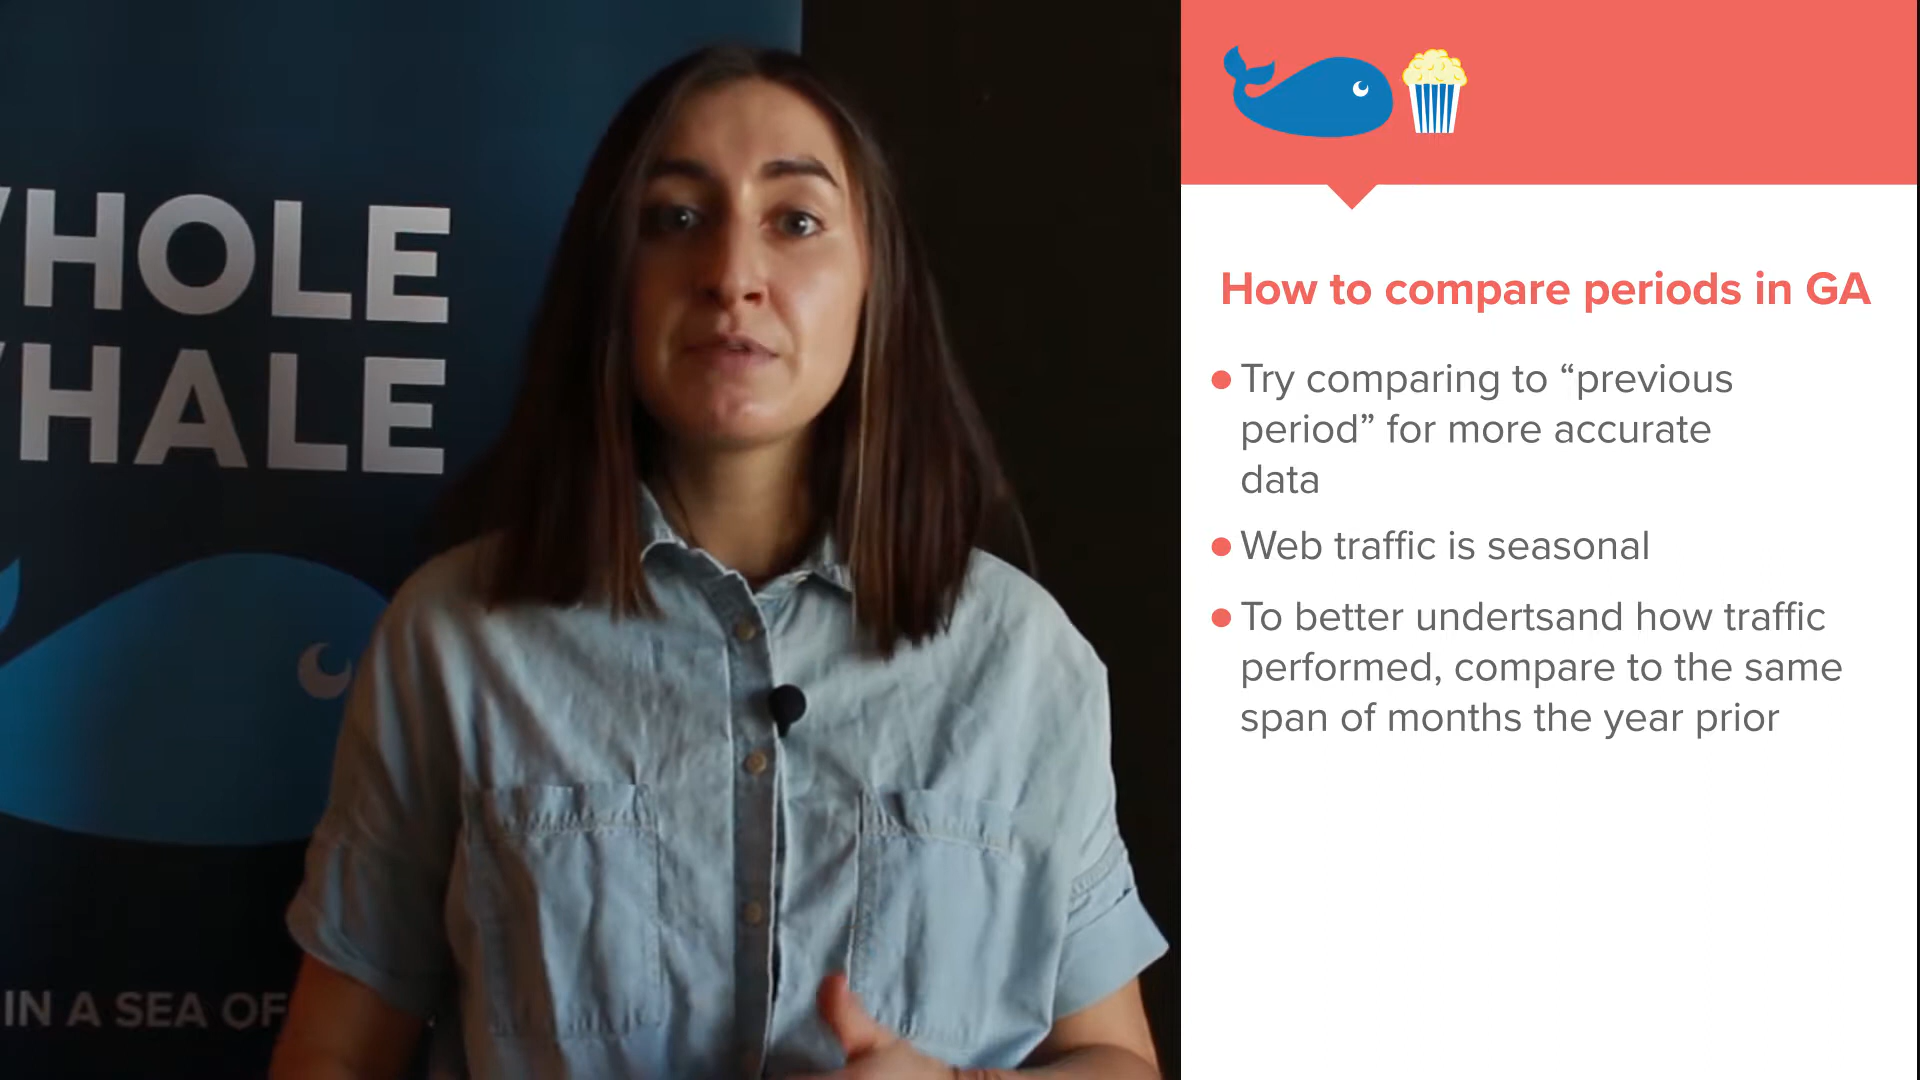 WHOLE
WHALE
IN A SEA OF
How to compare periods in GA
Try comparing to “previous
period” for more accurate
data
Web traffic is seasonal
To better undertsand how traffic
performed, compare to the same
span of months the year prior